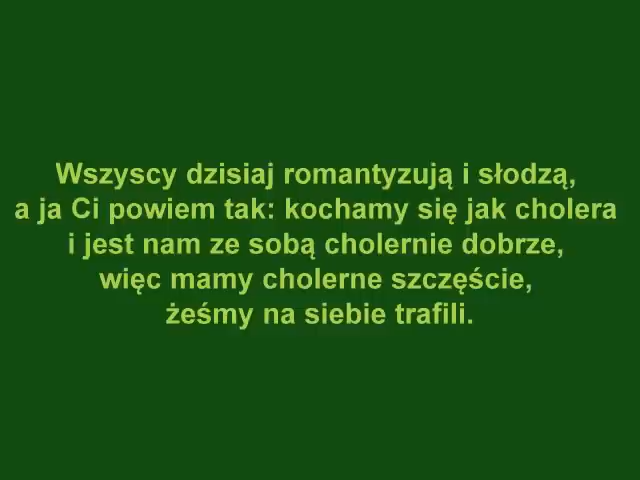 Wszyscy dzisiaj romantyzują i słodzą,
a ja Ci powiem tak: kochamy się jak cholera
i jest nam ze sobą cholernie dobrze,
więc mamy cholerne szczęście,
żeśmy na siebie trafili.